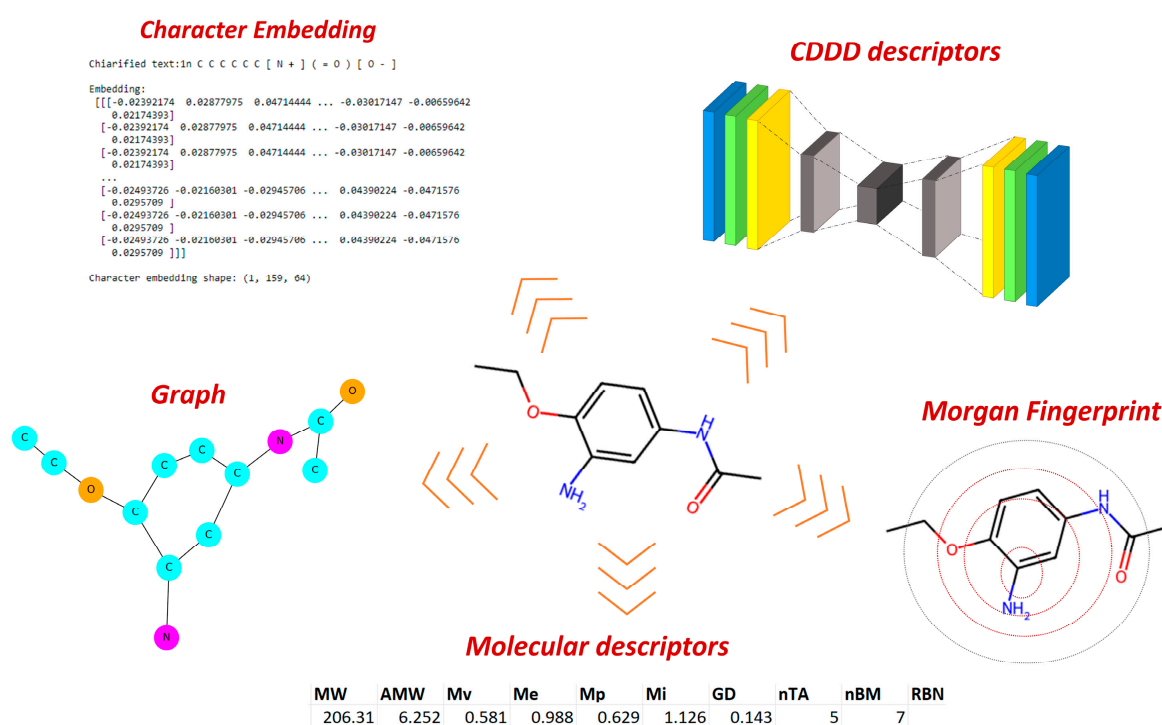 Character Embedding
Chiarified text:1n C C C C C C [ N + ] ( = O ) [ O - ]
Embedding:
[[[-0.02392174 0.02877975 0.04714444 ... -0.03017147 -0.00659642
0.02174393]
[-0.02392174 0.02877975 0.04714444 ... -0.03017147 -0.00659642
0.02174393]
[-0.02392174 0.02877975 0.04714444 ... -0.03017147 -0.00659642
0.02174393]
...
[-0.02493726 -0.02160301 -0.02945706 ... 0.04390224 -0.0471576
0.0295709 ]
[-0.02493726 -0.02160301 -0.02945706 ... 0.04390224 -0.0471576
0.0295709 ]
[-0.02493726 -0.02160301 -0.02945706 ... 0.04390224 -0.0471576
0.0295709 ]]]
Character embedding shape: (1, 159, 64)
CDDD descriptors
Graph
C
C
O
C
C
C
C
N
C
O
C
C
C
N
O
H
N
NH2
O
Morgan Fingerprint
H
N
O
O
NH2
Molecular descriptors
MW AMW Mv Me Mp Mi GD nTA nBM RBN
206.31 6.252 0.581 0.988 0.629 1.126 0.143 5 7